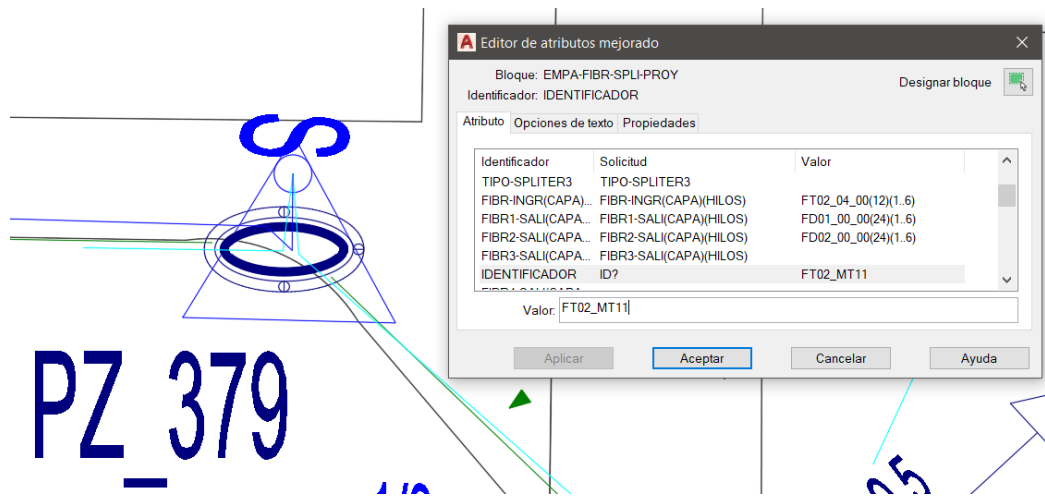 Editor de atributos mejorado
Bloque: EMPA-FIBR-SPLI-PROY
Designar bloque
Identificador: IDENTIFICADOR
Atributo Opciones de texto Propiedades
Identificador Solicitud Valor
TIPO-SPLITER3 TIPO-SPLITER3
FIBR-INGR(CAPA)... FIBR-INGR(CAPA)(HILOS) FT02_04_00(12)(1..6)
FIBR1-SALI(CAPA... FIBR1-SALI(CAPA)(HILOS) FD01_00_00(24)(1..6)
FIBR2-SALI(CAPA... FIBR2-SALI(CAPA)(HILOS) FD02_00_00(24)(1..6)
FIBR3-SALI(CAPA... FIBR3-SALI(CAPA)(HILOS)
IDENTIFICADOR ID? FT02_MT11
Valor: FT02_MT11
Aplicar Aceptar Cancelar Ayuda
S
PZ_379